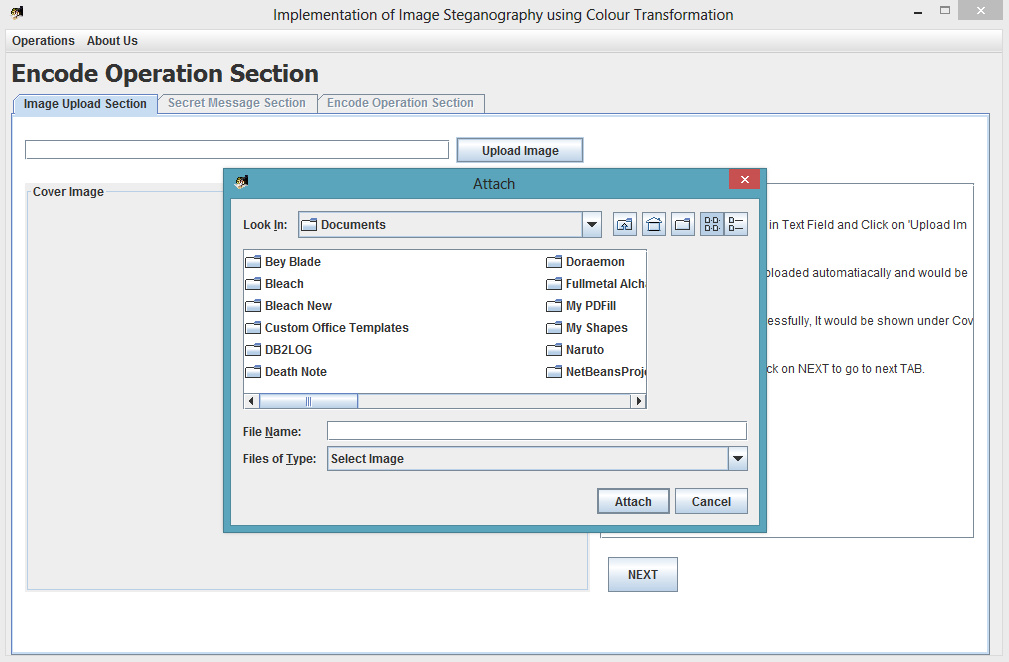 Implementation of Image Steganography using Colour Transformation
Operations About Us
Encode Operation Section
Image Upload Section Secret Message Section Encode Operation Section
Upload Image
Cover Image
Attach
Look In: Documents
Bey Blade Doraemon
Bleach Fullmetal Alch
Bleach New My PDFill
Custom Office Templates My Shapes
DB2LOG Naruto
Death Note NetBeansProj
File Name:
Files of Type: Select Image
Attach Cancel
in Text Field and Click on 'Upload Im
ploaded automatiacally and would be
essfully, It would be shown under Cov
ck on NEXT to go to next TAB.
NEXT